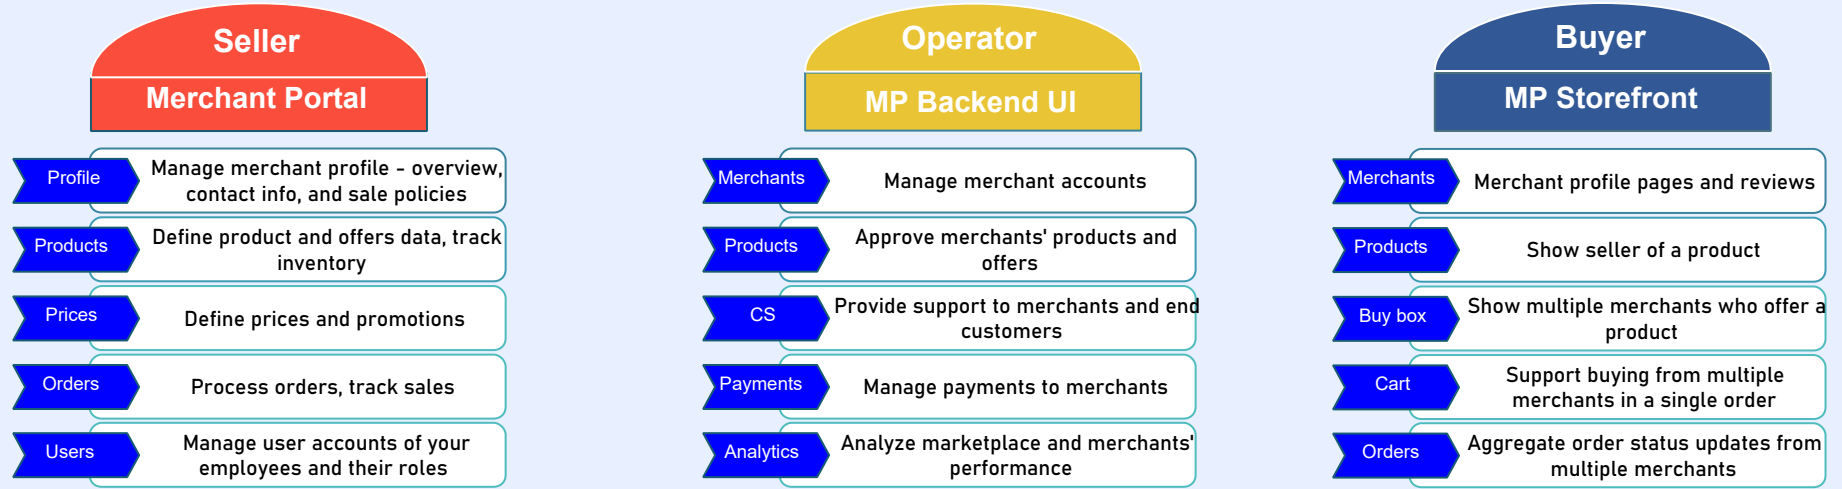 Seller
Merchant Portal
Profile
Manage merchant profile - overview,
contact info, and sale policies
Products
Define product and offers data, track
inventory
Prices
Define prices and promotions
Orders
Process orders, track sales
Users
Manage user accounts of your
employees and their roles
Operator
MP Backend UI
Merchants
Manage merchant accounts
Products
Approve merchants' products and
offers
CS
Provide support to merchants and end
customers
Payments
Manage payments to merchants
Analytics
Analyze marketplace and merchants'
performance
Buyer
MP Storefront
Merchants
Merchant profile pages and reviews
Products
Show seller of a product
Buy box
Show multiple merchants who offer a
product
Cart
Support buying from multiple
merchants in a single order
Orders
Aggregate order status updates from
multiple merchants